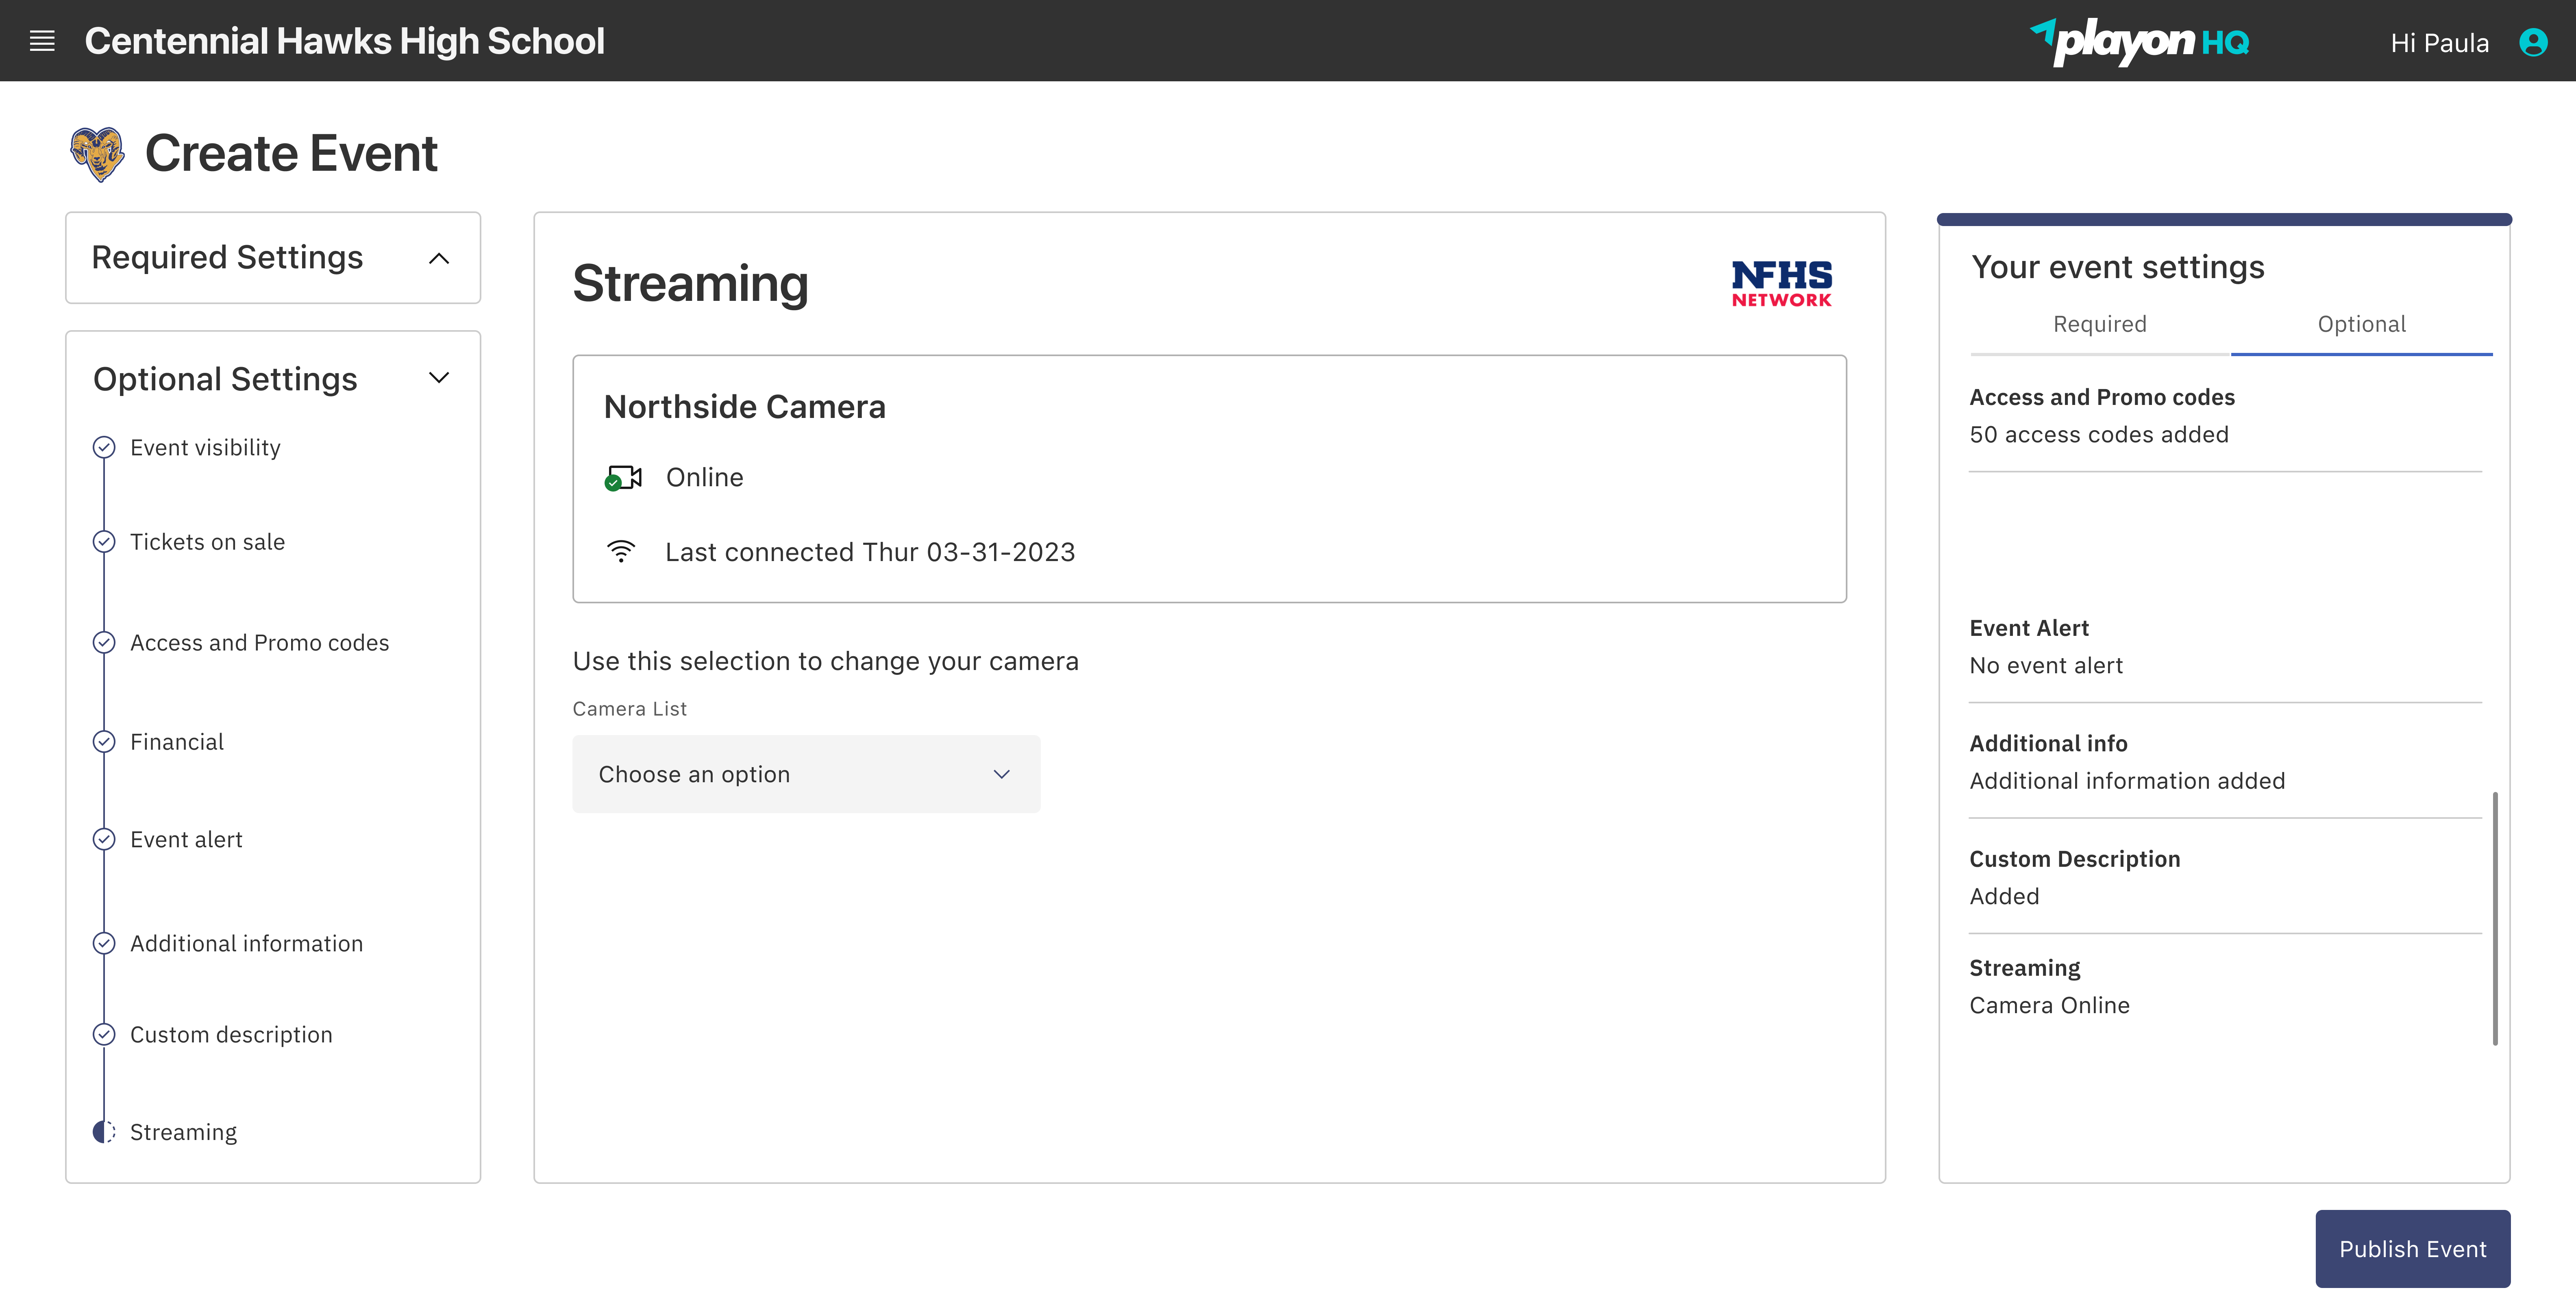 Centennial Hawks High School
playon HQ
Hi Paula
Create Event
Required Settings
Optional Settings
Event visibility
Tickets on sale
Access and Promo codes
Financial
Event alert
Additional information
Custom description
Streaming
Streaming
NFHS
NETWORK
Northside Camera
Online
Last connected Thur 03-31-2023
Use this selection to change your camera
Camera List
Choose an option
Your event settings
Required
Optional
Access and Promo codes
50 access codes added
Event Alert
No event alert
Additional info
Additional information added
Custom Description
Added
Streaming
Camera Online
Publish Event